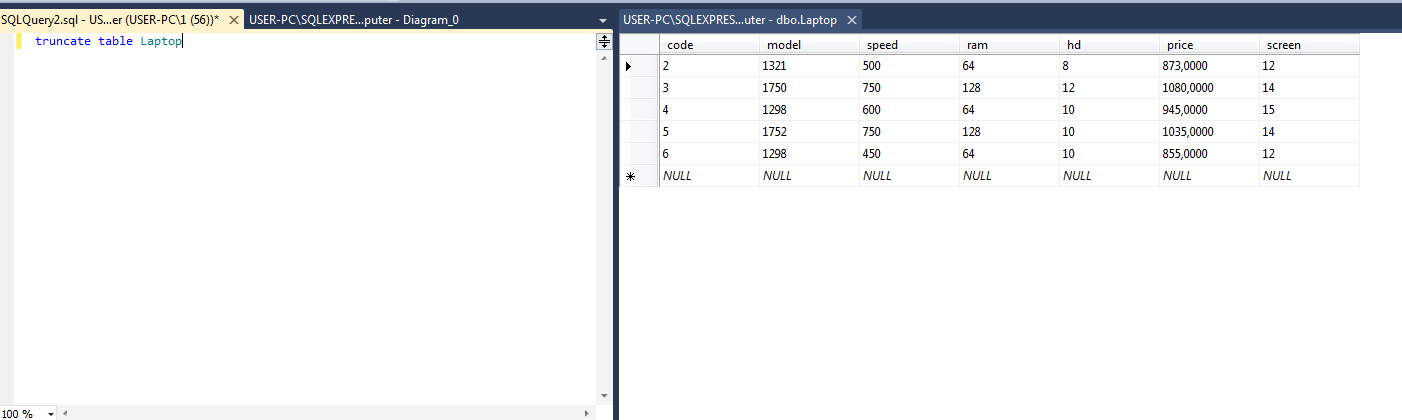 SQLQuery2.sql - US...er (USER-PC\1 (56))* USER-PC\SQLEXPRE...puter - Diagram_0
truncate table Laptop
100 %
USER-PC\SQLEXPRES...uter - dbo.Laptop
code model speed ram hd price screen
2 1321 500 64 8 873,0000 12
3 1750 750 128 12 1080,0000 14
4 1298 600 64 10 945,0000 15
5 1752 750 128 10 1035,0000 14
6 1298 450 64 10 855,0000 12
NULL NULL NULL NULL NULL NULL NULL